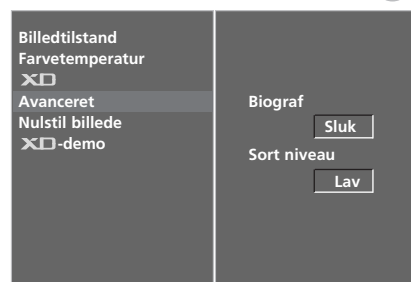 Billedtilstand
Farvetemperatur
XD
Avanceret
Nulstil billede
XD-demo
Biograf
Sluk
Sort niveau
Lav